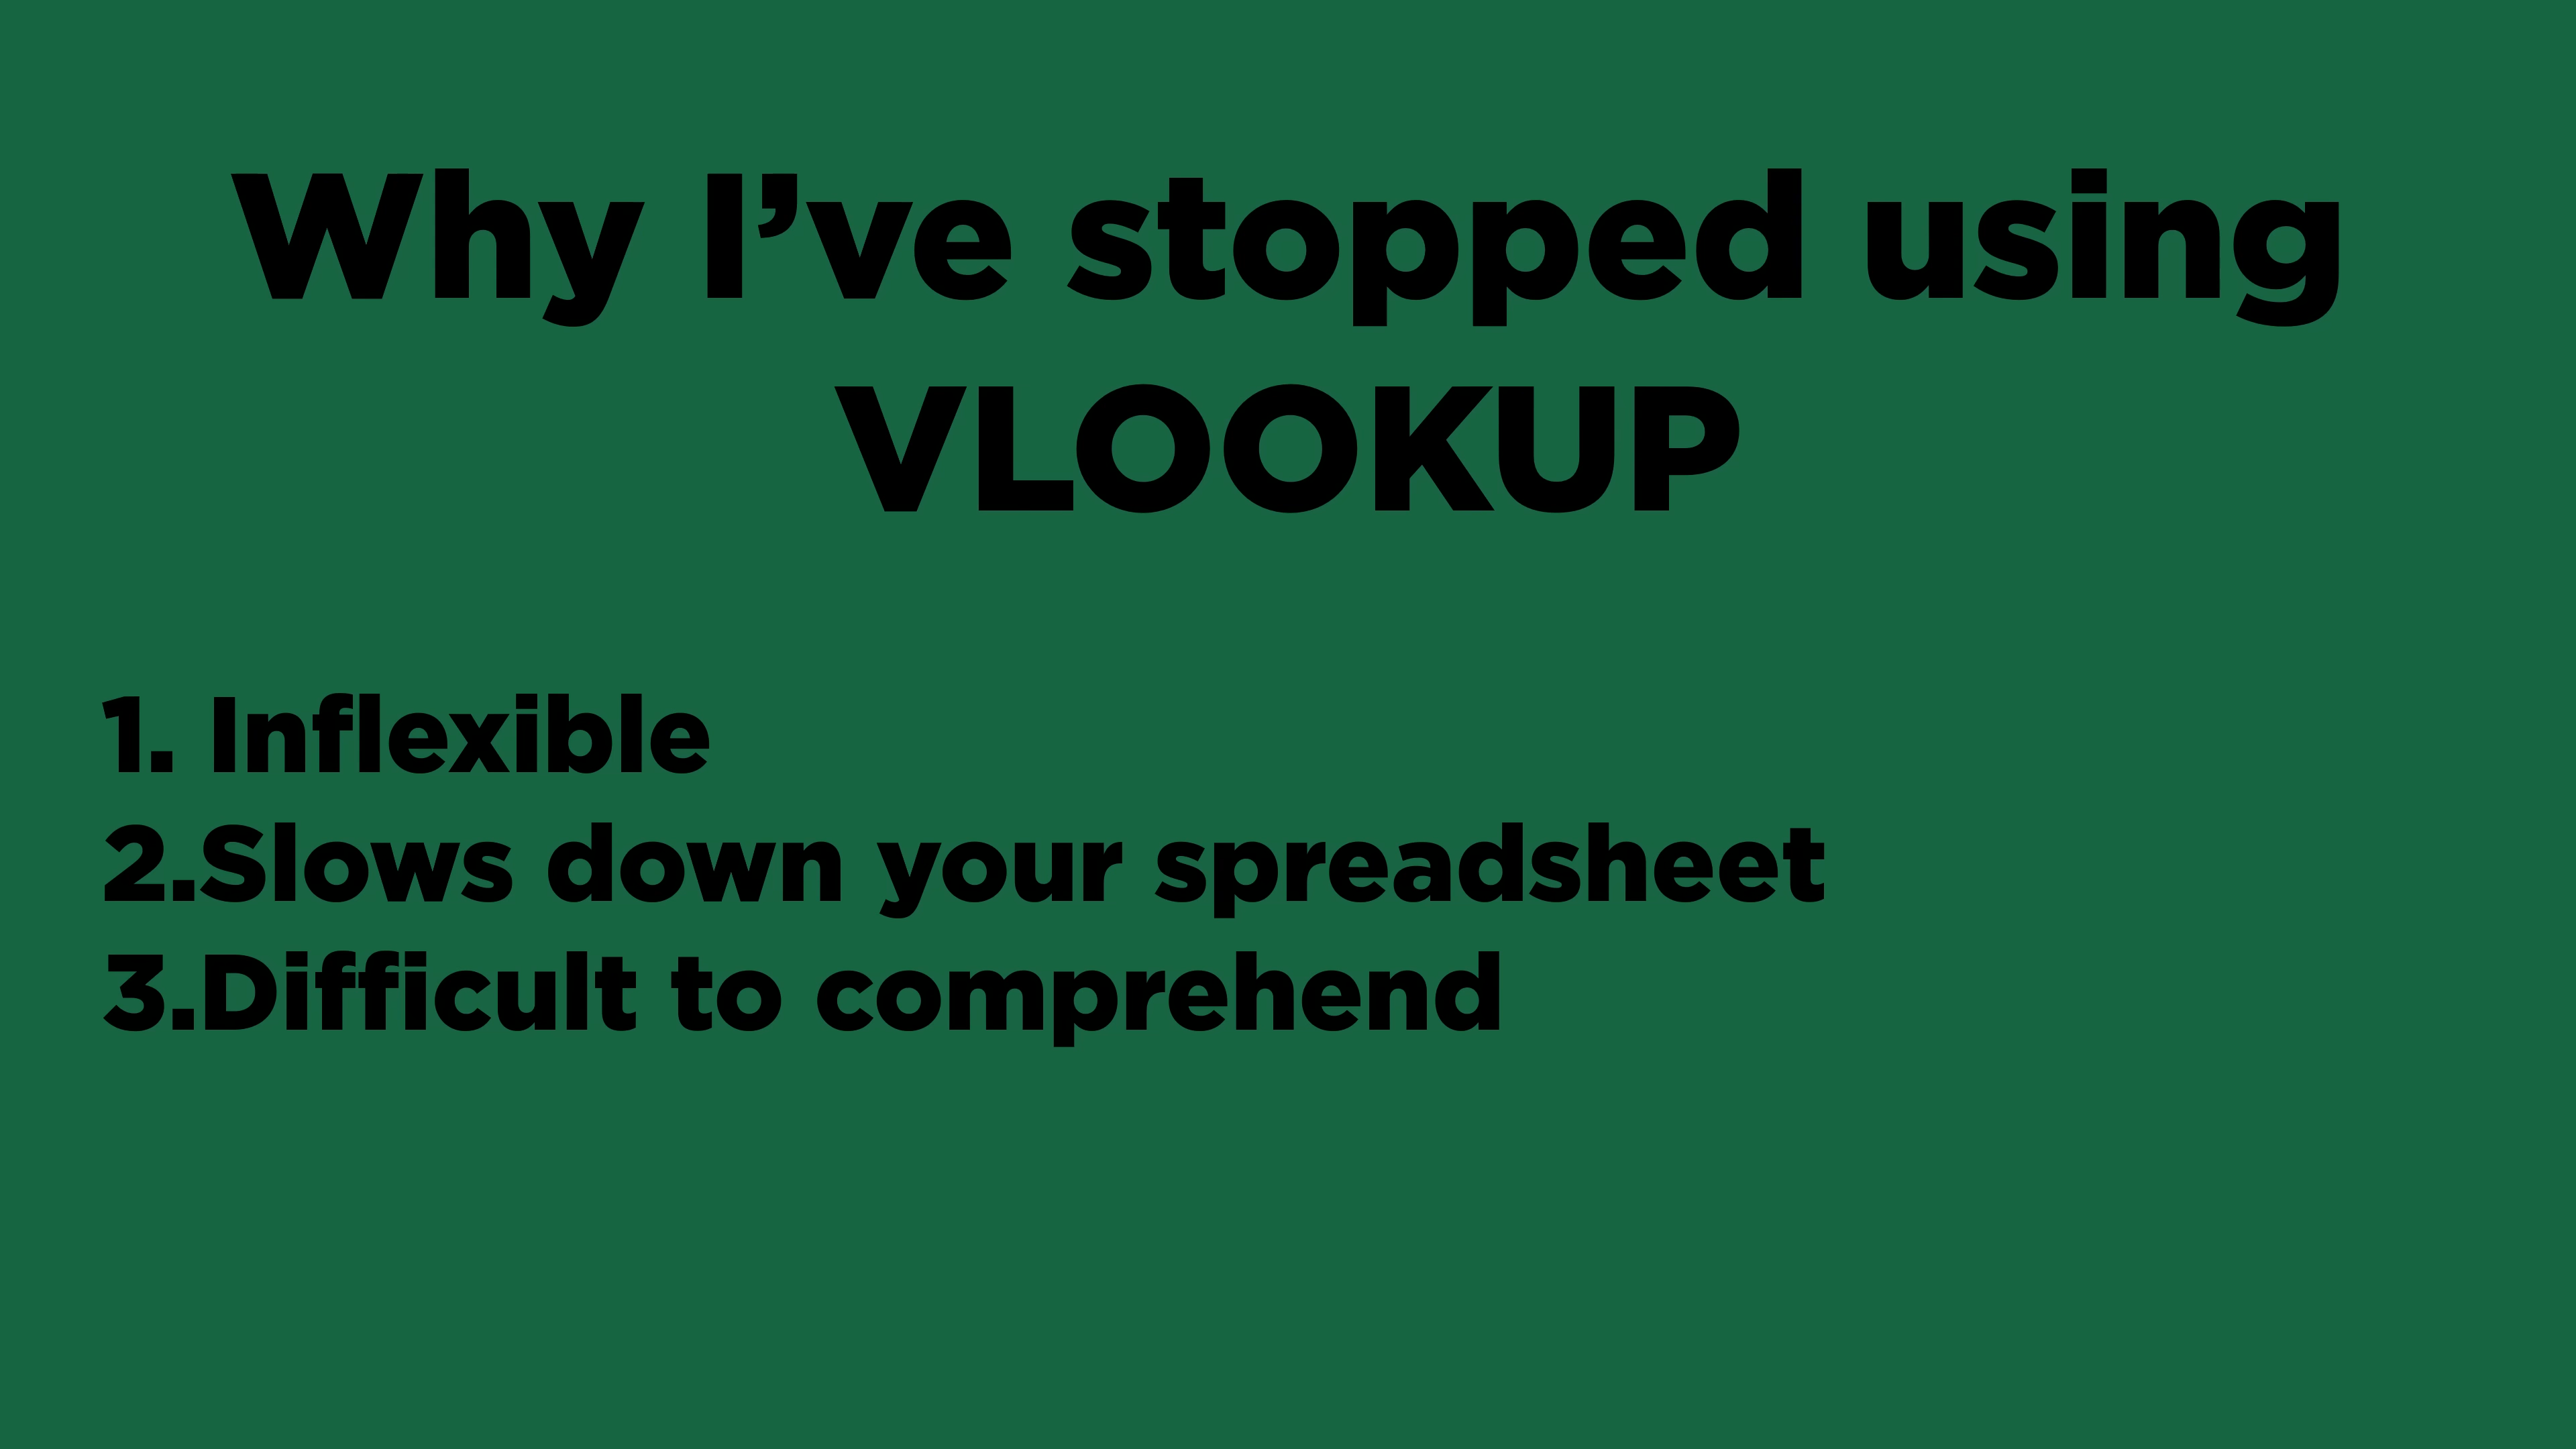 Why I’ve stopped using
VLOOKUP
1. Inflexible
2.Slows down your spreadsheet
3.Difficult to comprehend